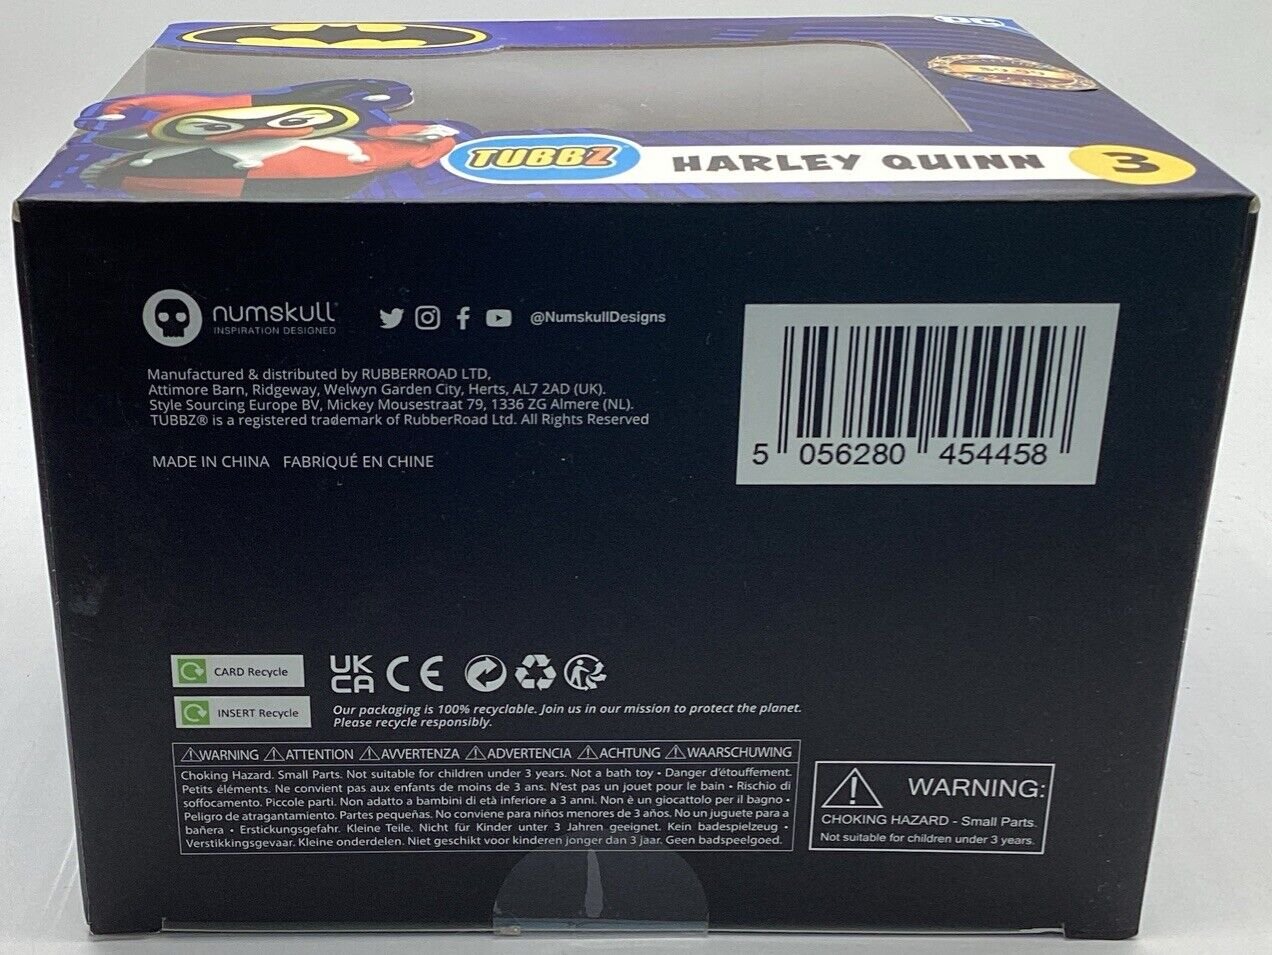 DC
$9.99
TUBBZ HARLEY QUINN 3
numskull
INSPIRATION DESIGNED
@NumskullDesigns
Manufactured & distributed by RUBBERROAD LTD,
Attimore Barn, Ridgeway, Welwyn Garden City, Herts, AL7 2AD (UK).
Style Sourcing Europe BV, Mickey Mousestraat 79, 1336 ZG Almere (NL).
TUBBZ® is a registered trademark of RubberRoad Ltd. All Rights Reserved
MADE IN CHINA FABRIQUÉ EN CHINE
5 056280 454458
CARD Recycle
INSERT Recycle
UK
CA CE
Our packaging is 100% recyclable. Join us in our mission to protect the planet.
Please recycle responsibly.
WARNING ATTENTION AVVERTENZA ADVERTENCIA ACHTUNG WAARSCHUWING
Choking Hazard. Small Parts. Not suitable for children under 3 years. Not a bath toy • Danger d'étouffement.
Petits éléments. Ne convient pas aux enfants de moins de 3 ans. N'est pas un jouet pour le bain • Rischio di
soffocamento. Piccole parti. Non adatto a bambini di età inferiore a 3 anni. Non è un giocattolo per il bagno •
Peligro de atragantamiento. Partes pequeñas. No conviene para niños menores de 3 años. No un juguete para a
bañera • Erstickungsgefahr. Kleine Teile. Nicht für Kinder unter 3 Jahren geeignet. Kein badespielzeug •
Verstikkingsgevaar. Kleine onderdelen. Niet geschikt voor kinderen jonger dan 3 jaar. Geen badspeelgoed.
WARNING:
CHOKING HAZARD - Small Parts.
Not suitable for children under 3 years.